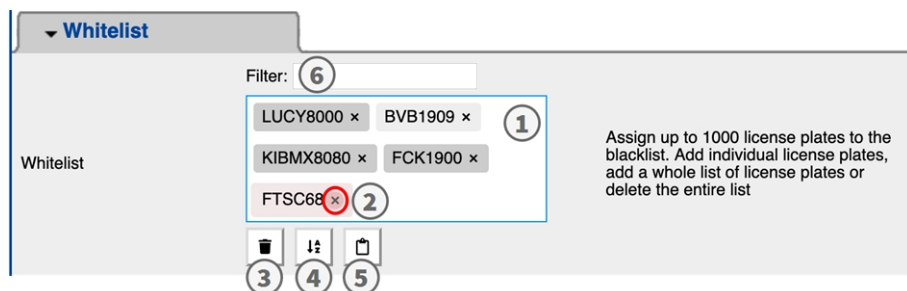 Whitelist
Filter: 6
LUCY8000 × BVB1909 × 1
Whitelist
KIBMX8080 × FCK1900 ×
FTSC68 × 2
Assign up to 1000 license plates to the
blacklist. Add individual license plates,
add a whole list of license plates or
delete the entire list
3 4 5